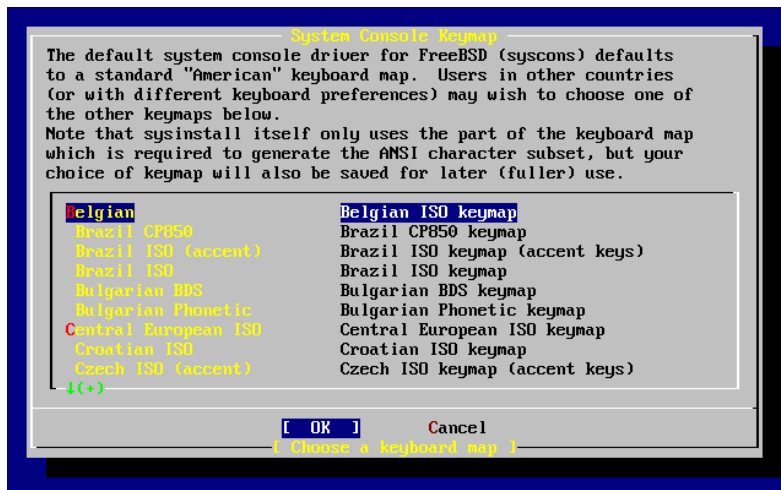 System Console Keymap
The default system console driver for FreeBSD (syscons) defaults
to a standard "American" keyboard map.  Users in other countries
(or with different keyboard preferences) may wish to choose one of
the other keymaps below.
Note that sysinstall itself only uses the part of the keyboard map
which is required to generate the ANSI character subset, but your
choice of keymap will also be saved for later (fuller) use.
Belgian Belgian ISO keymap
Brazil CP850 Brazil CP850 keymap
Brazil ISO (accent) Brazil ISO keymap (accent keys)
Brazil ISO Brazil ISO keymap
Bulgarian BDS Bulgarian BDS keymap
Bulgarian Phonetic Bulgarian Phonetic keymap
Central European ISO Central European ISO keymap
Croatian ISO Croatian ISO keymap
Czech ISO (accent) Czech ISO keymap (accent keys)
↓(+)
[ OK ] Cancel
[ Choose a keyboard map ]